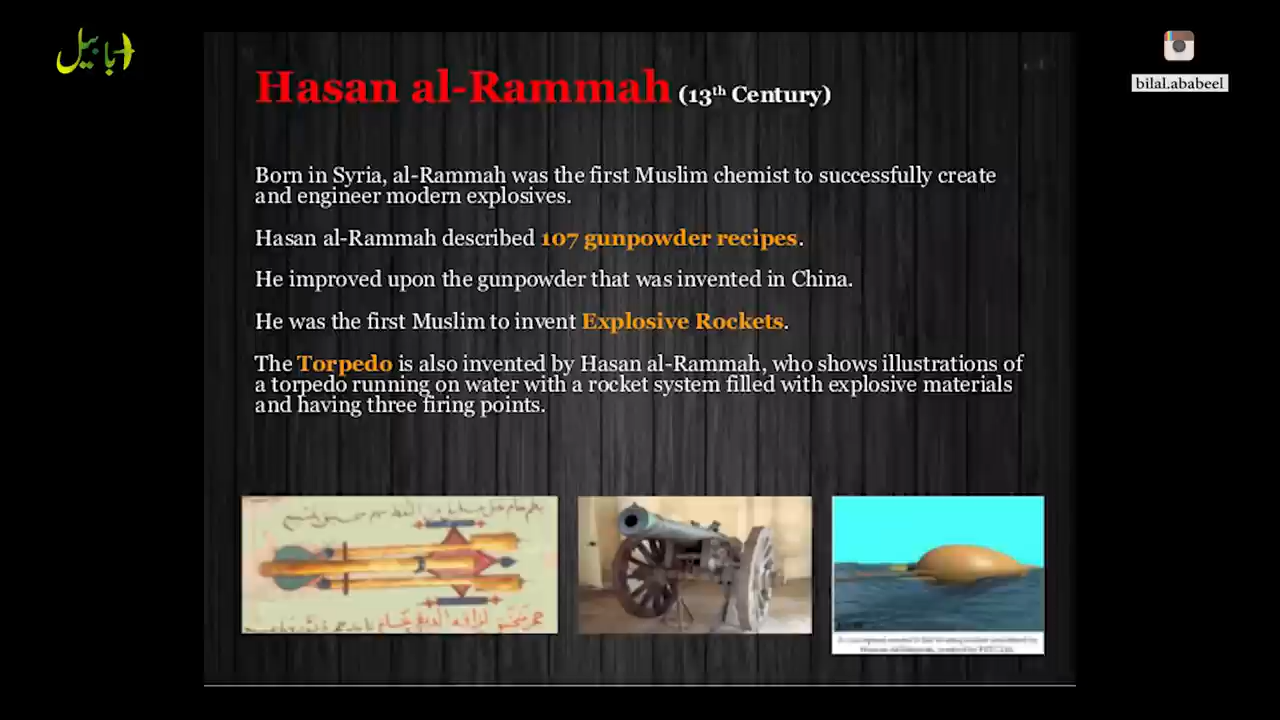 أبابيل
bilal.ababeel
Hasan al-Rammah (13th Century)
Born in Syria, al-Rammah was the first Muslim chemist to successfully create
and engineer modern explosives.
Hasan al-Rammah described 107 gunpowder recipes.
He improved upon the gunpowder that was invented in China.
He was the first Muslim to invent Explosive Rockets.
The Torpedo is also invented by Hasan al-Rammah, who shows illustrations of
a torpedo running on water with a rocket system filled with explosive materials
and having three firing points.